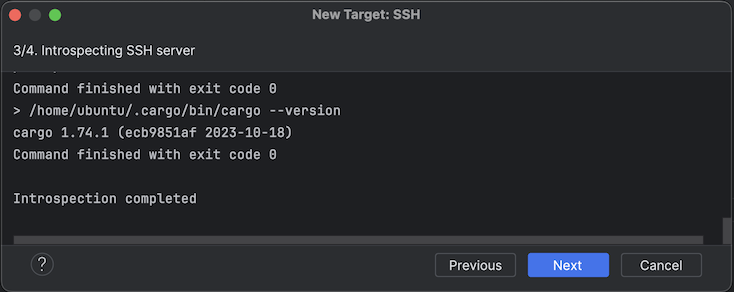 New Target: SSH
3/4. Introspecting SSH server
Command finished with exit code 0
> /home/ubuntu/.cargo/bin/cargo --version
cargo 1.74.1 (ecb9851af 2023-10-18)
Command finished with exit code 0
Introspection completed
?
Previous
Next
Cancel